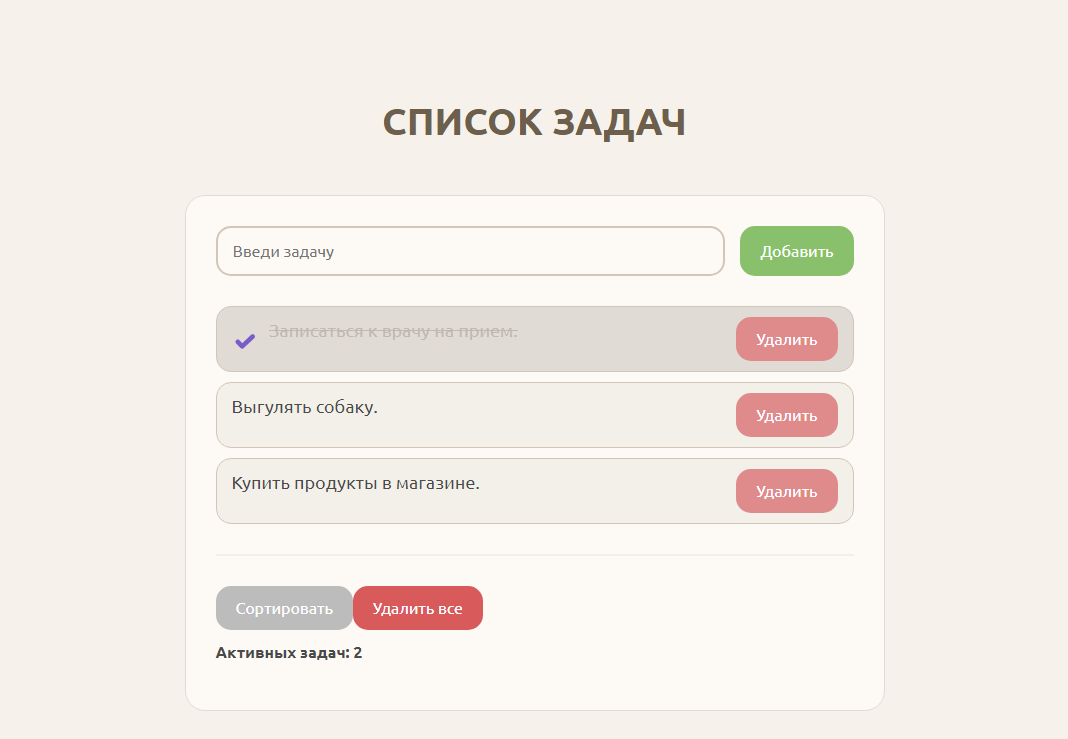 СПИСОК ЗАДАЧ
Введи задачу
Добавить
Записаться к врачу на прием.
Удалить
Выгулять собаку.
Удалить
Купить продукты в магазине.
Удалить
Сортировать
Удалить все
Активных задач: 2